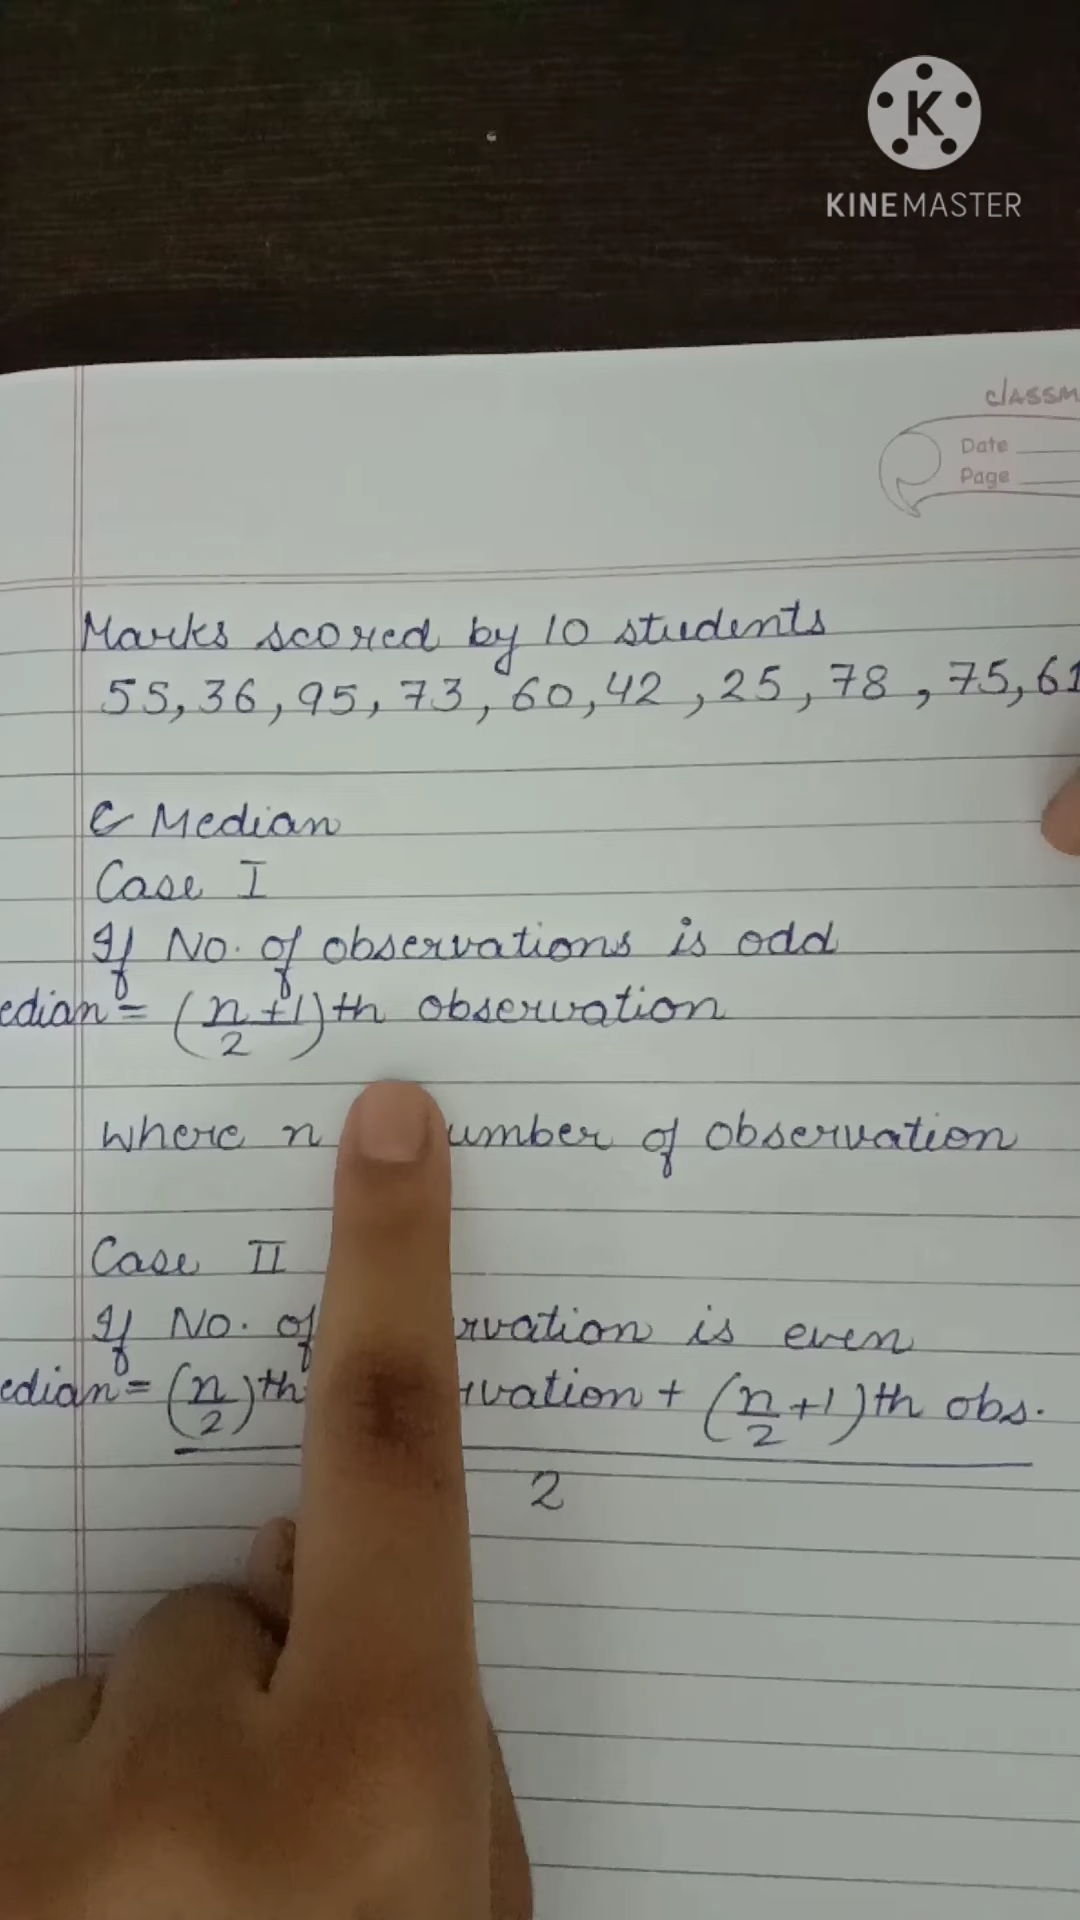 K
KINEMASTER
classm
Date
Page
Marks scored by 10 students
55, 36, 95, 73, 60, 42, 25, 78, 75, 61
Median
Case I
If No. of observations is odd
edian = (n+1/2)th observation
where n umber of observation
Case II
If No. of rvation is even
edian = (n/2)th rvation + (n/2+1)th obs.
2